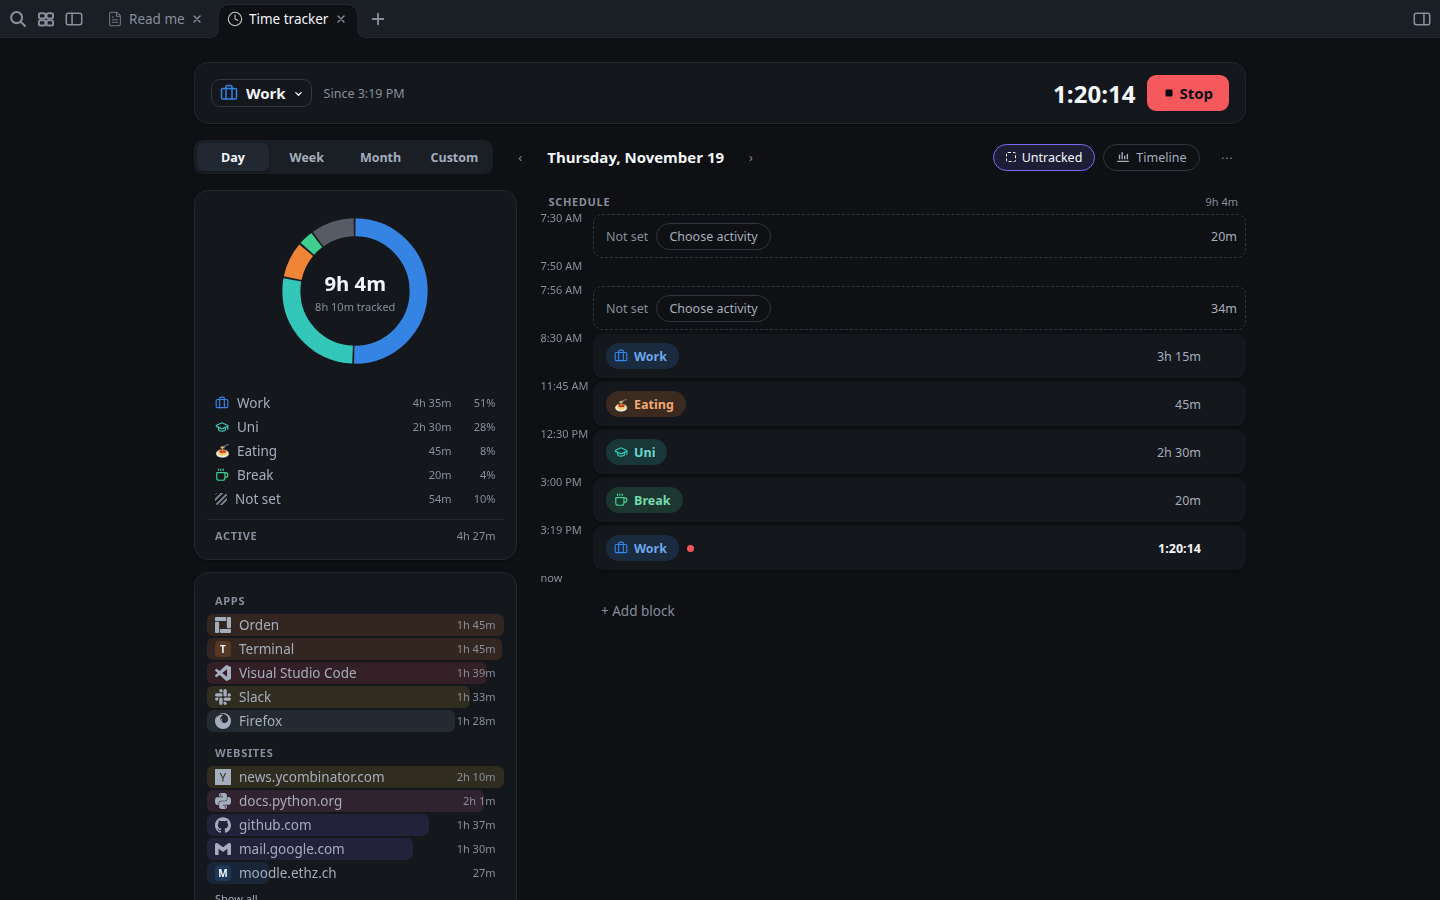 Read me
Time tracker
Work
Since 3:19 PM
1:20:14
Stop
Day Week Month Custom
Thursday, November 19
Untracked
Timeline
9h 4m
8h 10m tracked
Work 4h 35m 51%
Uni 2h 30m 28%
Eating 45m 8%
Break 20m 4%
Not set 54m 10%
ACTIVE 4h 27m
APPS
Orden 1h 45m
T Terminal 1h 45m
Visual Studio Code 1h 39m
Slack 1h 33m
Firefox 1h 28m
WEBSITES
Y news.ycombinator.com 2h 10m
docs.python.org 2h 1m
github.com 1h 37m
mail.google.com 1h 30m
M moodle.ethz.ch 27m
Show all
SCHEDULE 9h 4m
7:30 AM
Not set Choose activity 20m
7:50 AM
7:56 AM
Not set Choose activity 34m
8:30 AM
Work 3h 15m
11:45 AM
Eating 45m
12:30 PM
Uni 2h 30m
3:00 PM
Break 20m
3:19 PM
Work 1:20:14
now
+ Add block